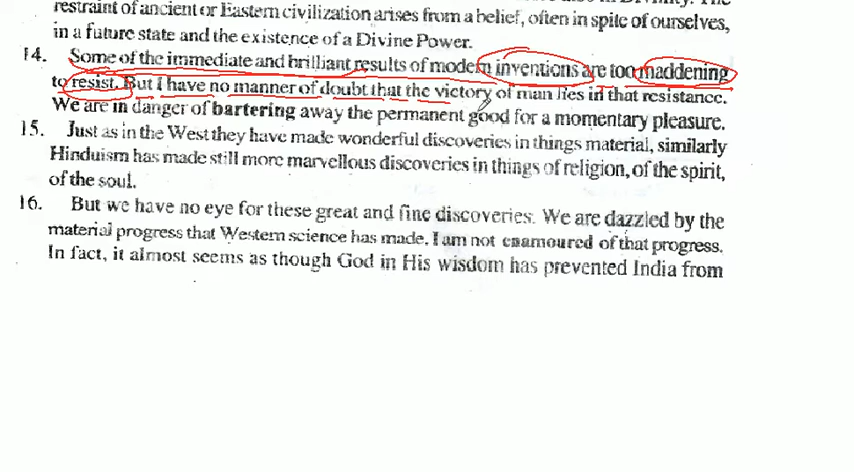 restraint of ancient or Eastern civilization arises from a belief, often in spite of ourselves,
in a future state and the existence of a Divine Power.
14. Some of the immediate and brilliant results of modern inventions are too maddening
to resist. But I have no manner of doubt that the victory of man lies in that resistance.
We are in danger of bartering away the permanent good for a momentary pleasure.
15. Just as in the West they have made wonderful discoveries in things material, similarly
Hinduism has made still more marvellous discoveries in things of religion, of the spirit,
of the soul.
16. But we have no eye for these great and fine discoveries. We are dazzled by the
material progress that Western science has made. I am not enamoured of that progress.
In fact, it almost seems as though God in His wisdom has prevented India from